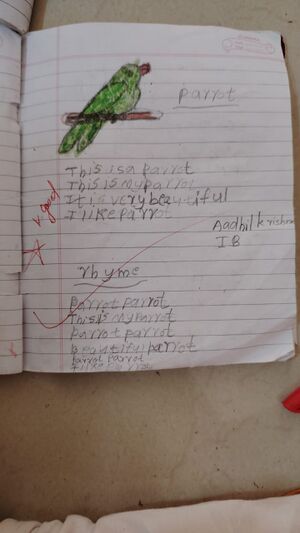 parrot
This is a parrot
This is my parrot
It is very beautiful
I like parrot
v. good
Aadhil krishna
I B
rhyme
parrot parrot
This is my parrot
parrot parrot
beautiful parrot
parrot parrot